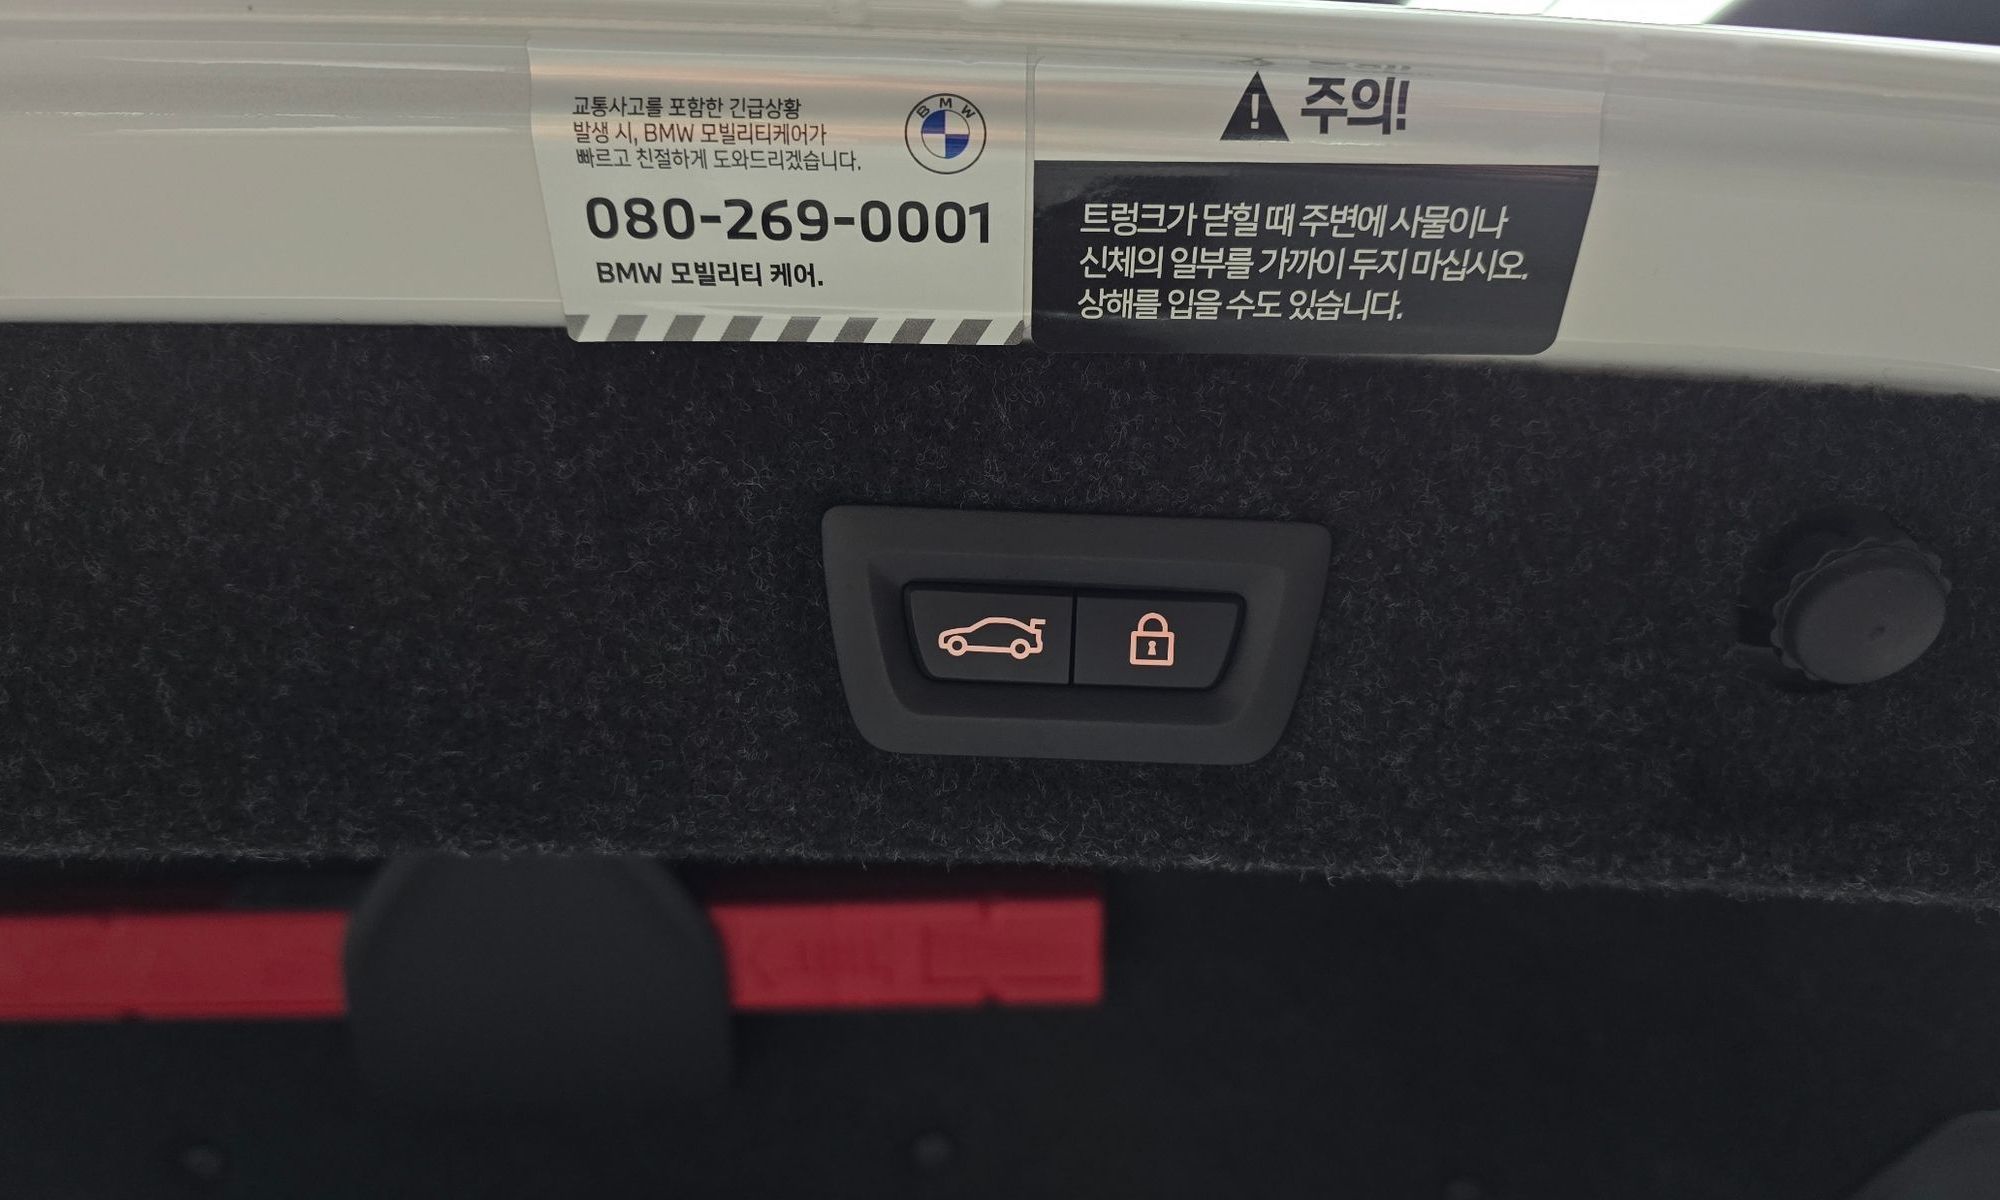 교통사고를 포함한 긴급상황
발생 시, BMW 모빌리티케어가
빠르고 친절하게 도와드리겠습니다.
BMW
080-269-0001
BMW 모빌리티 케어.
주의!
트렁크가 닫힐 때 주변에 사물이나
신체의 일부를 가까이 두지 마십시오.
상해를 입을 수도 있습니다.